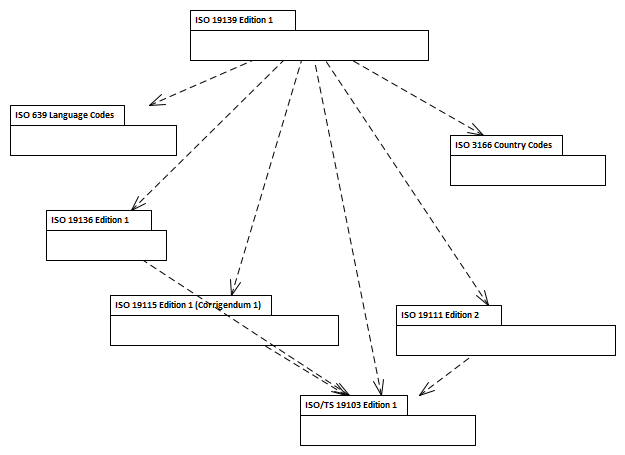 ISO 19139 Edition 1
ISO 639 Language Codes
ISO 3166 Country Codes
ISO 19136 Edition 1
ISO 19115 Edition 1 (Corrigendum 1)
ISO 19111 Edition 2
ISO/TS 19103 Edition 1